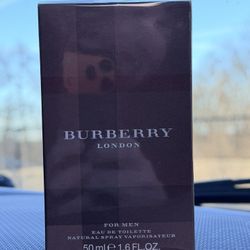 BURBERRY
LONDON
FOR MEN
EAU DE TOILETTE
NATURAL SPRAY VAPORISATEUR
50 ml ℮ 1.6 FL.OZ.